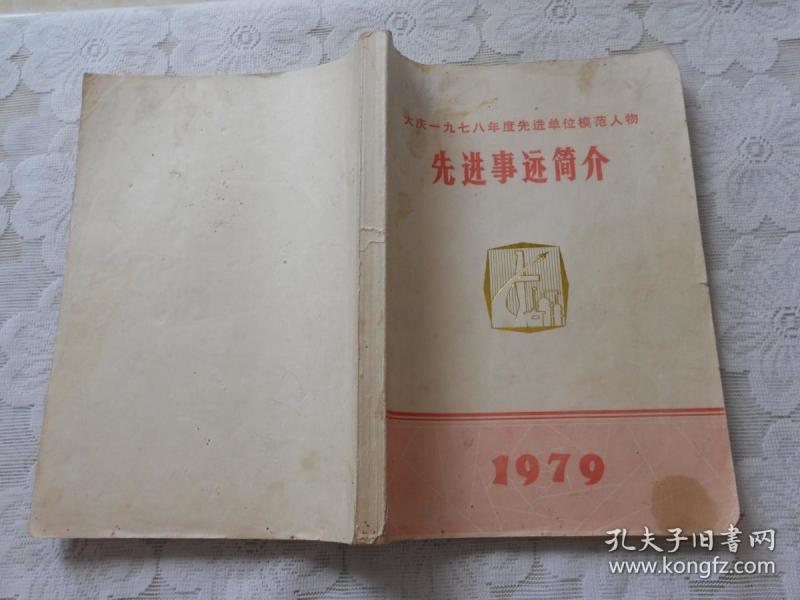 大庆一九七八年度先进单位模范人物
先进事迹简介
1979
孔夫子旧书网
www.kongfz.com